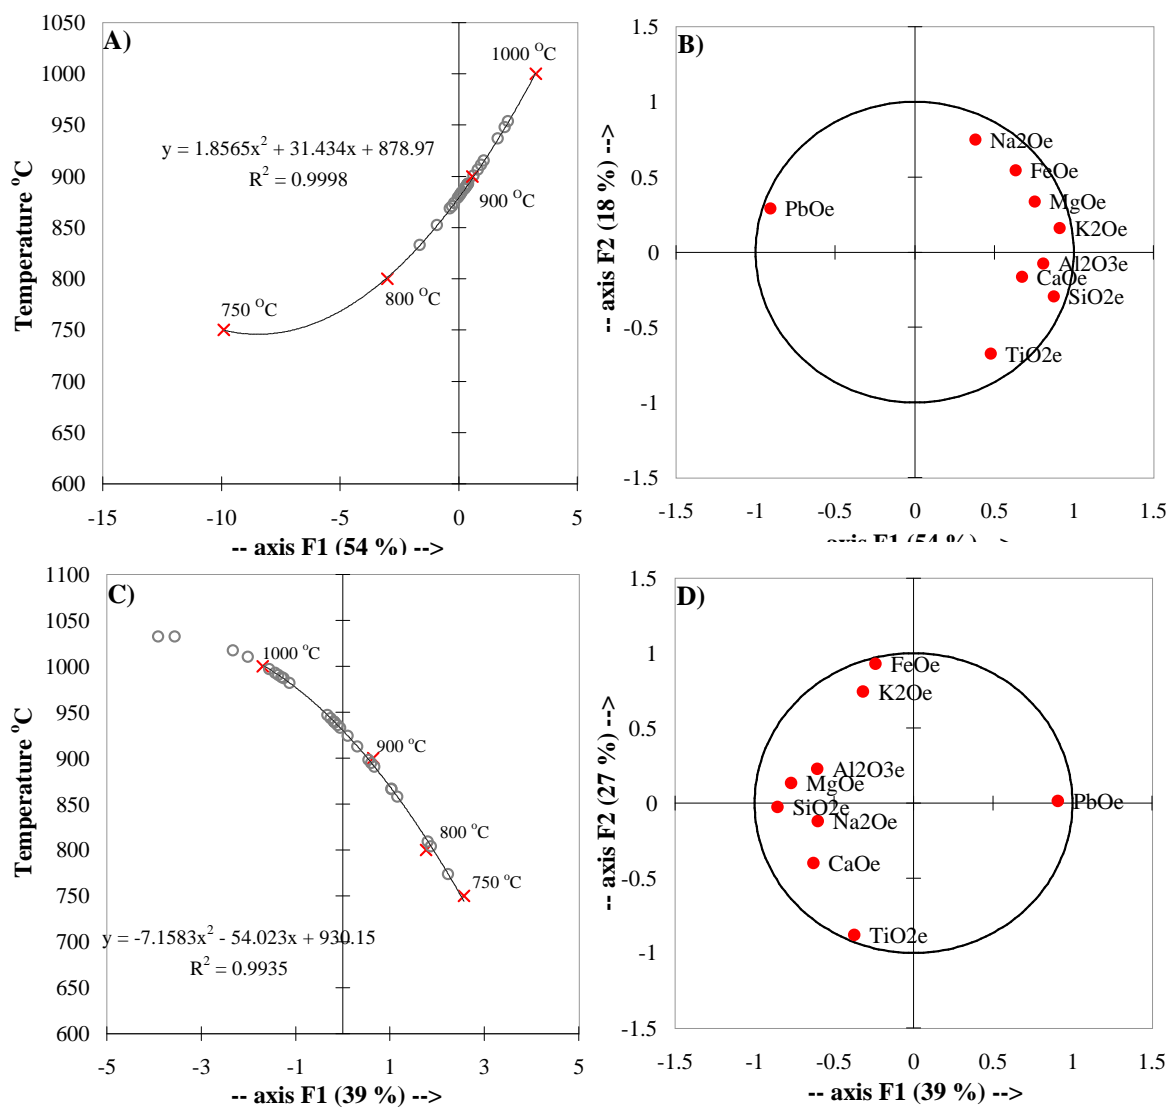 A)
1050
1000
950
900
850
800
750
700
650
600
Temperature °C
1000 °C
y = 1.8565x² + 31.434x + 878.97
R² = 0.9998
900 °C
800 °C
750 °C
-15 -10 -5 0 5
-- axis F1 (54 %) -->
B)
1.5
1
0.5
0
-0.5
-1
-1.5
-- axis F2 (18 %) -->
Na2Oe
FeOe
MgOe
K2Oe
PbOe
Al2O3e
CaOe
SiO2e
TiO2e
-1.5 -1 -0.5 0 0.5 1 1.5
axis F1 (54 %) -->
C)
1100
1050
1000
950
900
850
800
750
700
650
600
Temperature °C
1000 °C
900 °C
800 °C
750 °C
y = -7.1583x² - 54.023x + 930.15
R² = 0.9935
-5 -3 -1 1 3 5
-- axis F1 (39 %) -->
D)
1.5
1
0.5
0
-0.5
-1
-1.5
-- axis F2 (27 %) -->
FeOe
K2Oe
Al2O3e
MgOe
PbOe
SiO2e
Na2Oe
CaOe
TiO2e
-1.5 -1 -0.5 0 0.5 1 1.5
-- axis F1 (39 %) -->